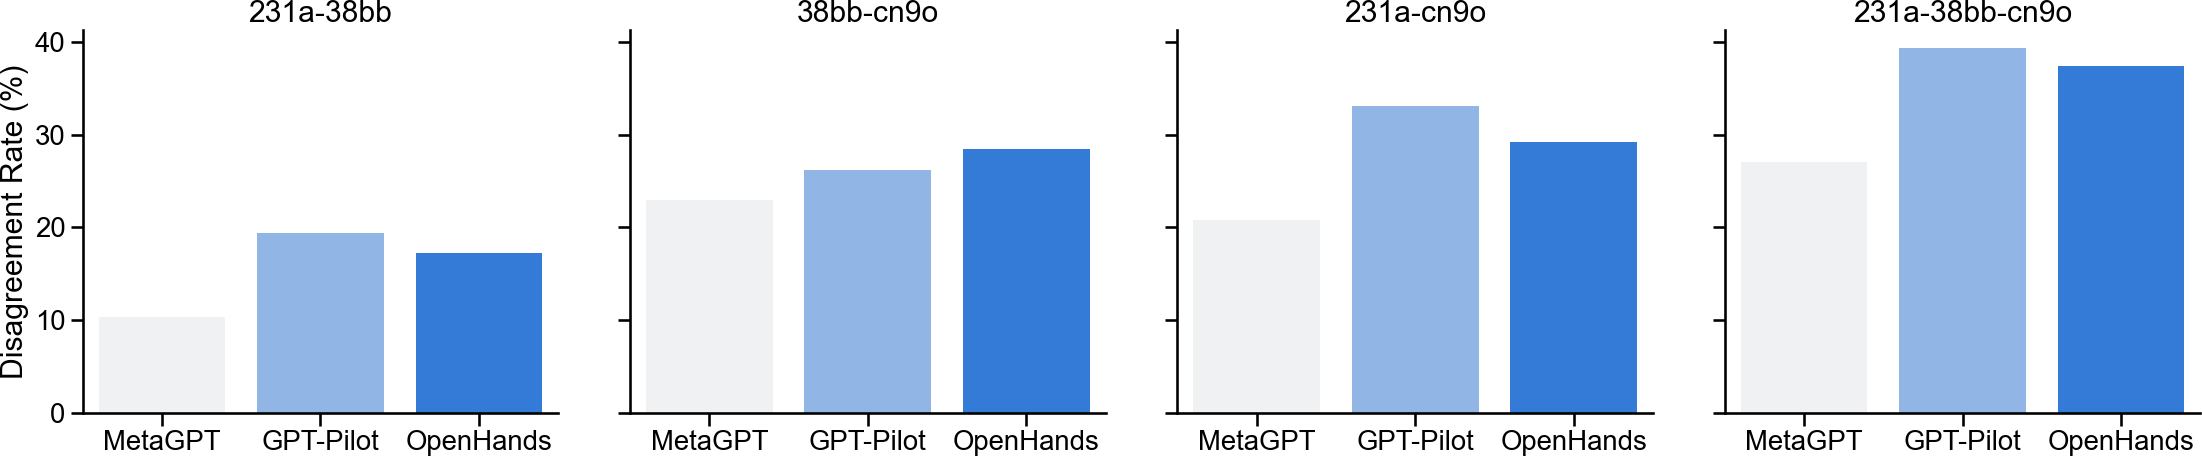 231a-38bb
38bb-cn9o
231a-cn9o
231a-38bb-cn9o
Disagreement Rate (%)
40
30
20
10
0
MetaGPT GPT-Pilot OpenHands
MetaGPT GPT-Pilot OpenHands
MetaGPT GPT-Pilot OpenHands
MetaGPT GPT-Pilot OpenHands